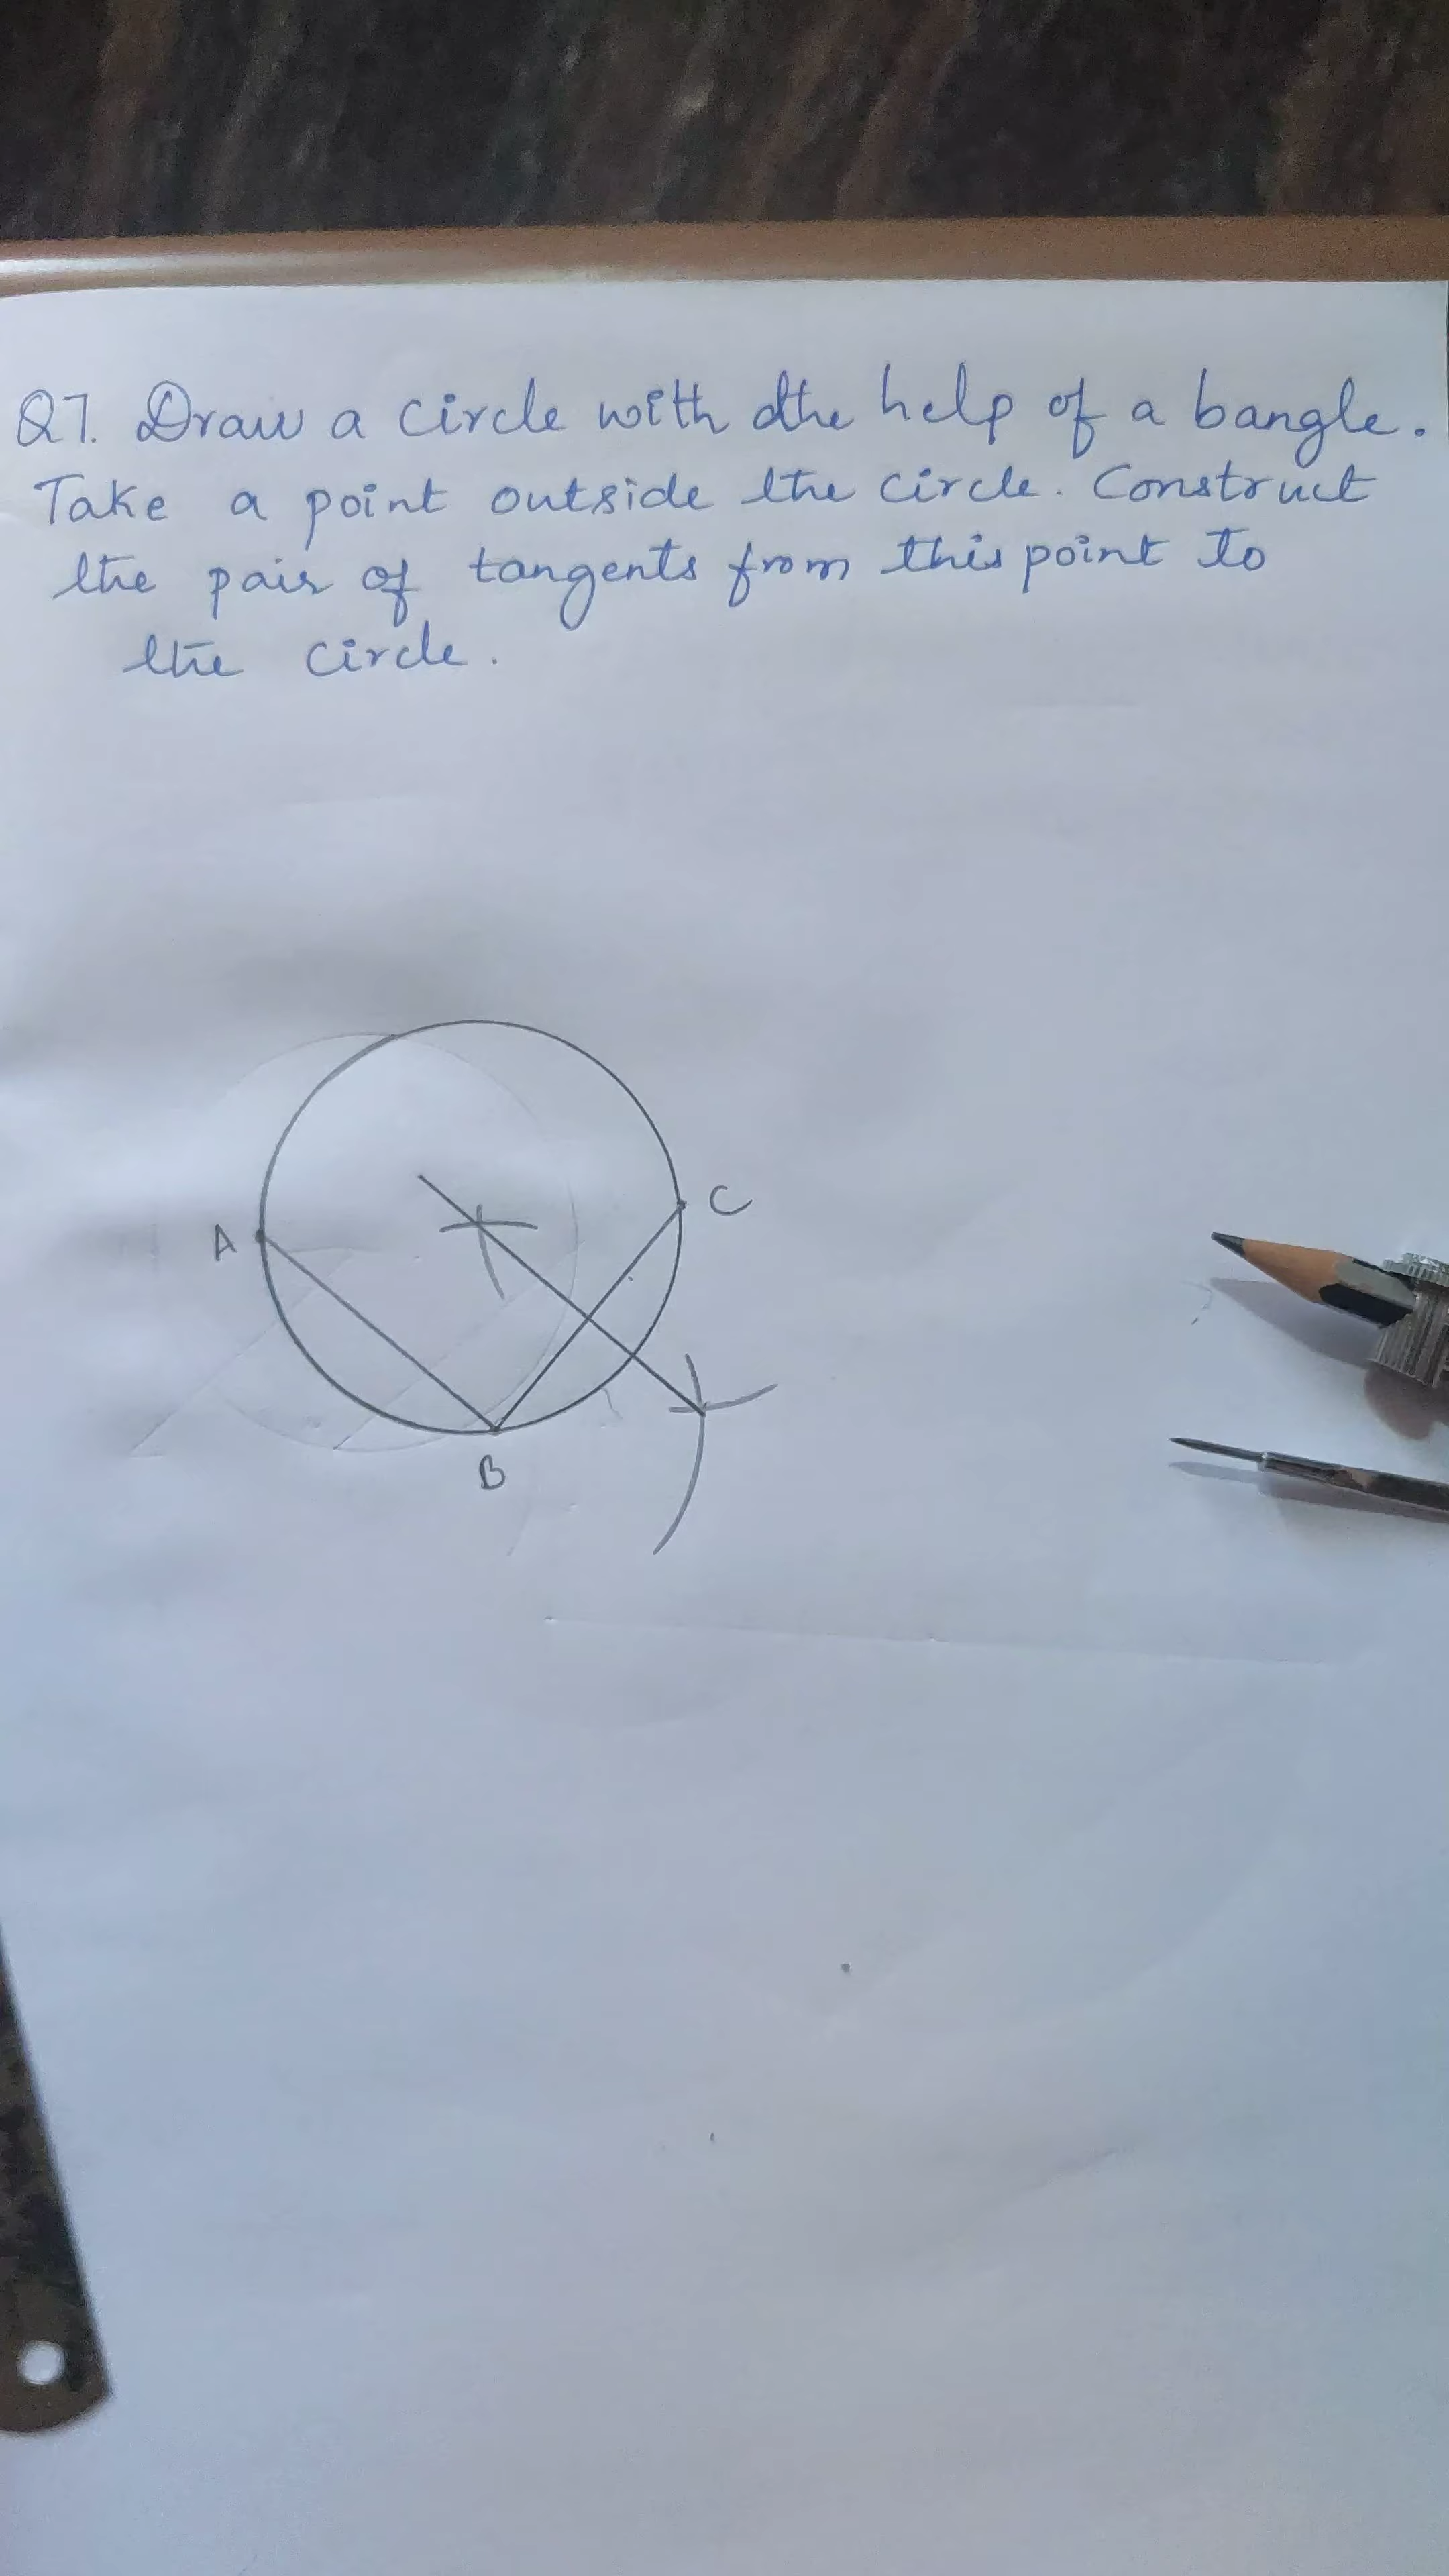 Q7. Draw a circle with the help of a bangle.
Take a point outside the circle. Construct
the pair of tangents from this point to
the circle.
A
C
B